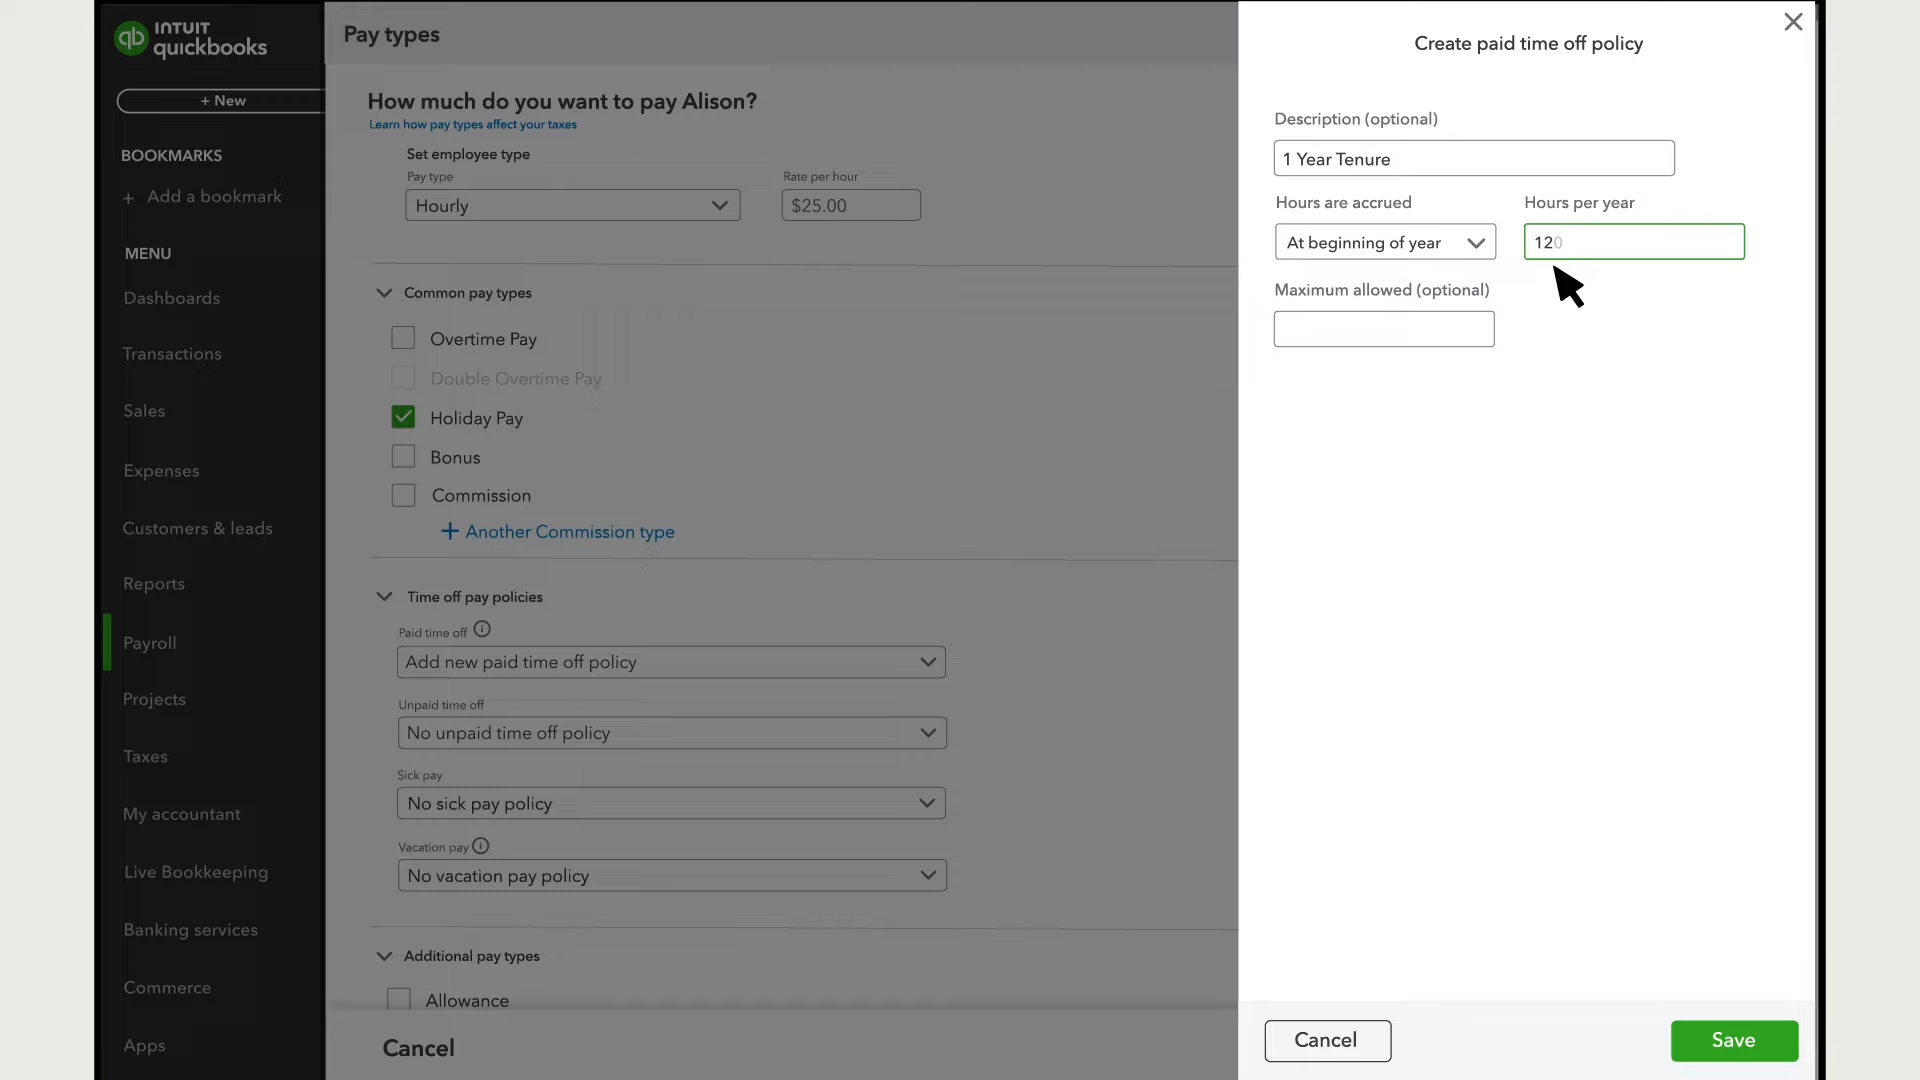 INTUIT
quickbooks
+ New
BOOKMARKS
+ Add a bookmark
MENU
Dashboards
Transactions
Sales
Expenses
Customers & leads
Reports
Payroll
Projects
Taxes
My accountant
Live Bookkeeping
Banking services
Commerce
Apps
Pay types
How much do you want to pay Alison?
Learn how pay types affect your taxes
Set employee type
Pay type
Rate per hour
Hourly
$25.00
Common pay types
Overtime Pay
Double Overtime Pay
Holiday Pay
Bonus
Commission
+ Another Commission type
Time off pay policies
Paid time off
Add new paid time off policy
Unpaid time off
No unpaid time off policy
Sick pay
No sick pay policy
Vacation pay
No vacation pay policy
Additional pay types
Allowance
Cancel
Create paid time off policy
Description (optional)
1 Year Tenure
Hours are accrued
Hours per year
At beginning of year
120
Maximum allowed (optional)
Cancel
Save